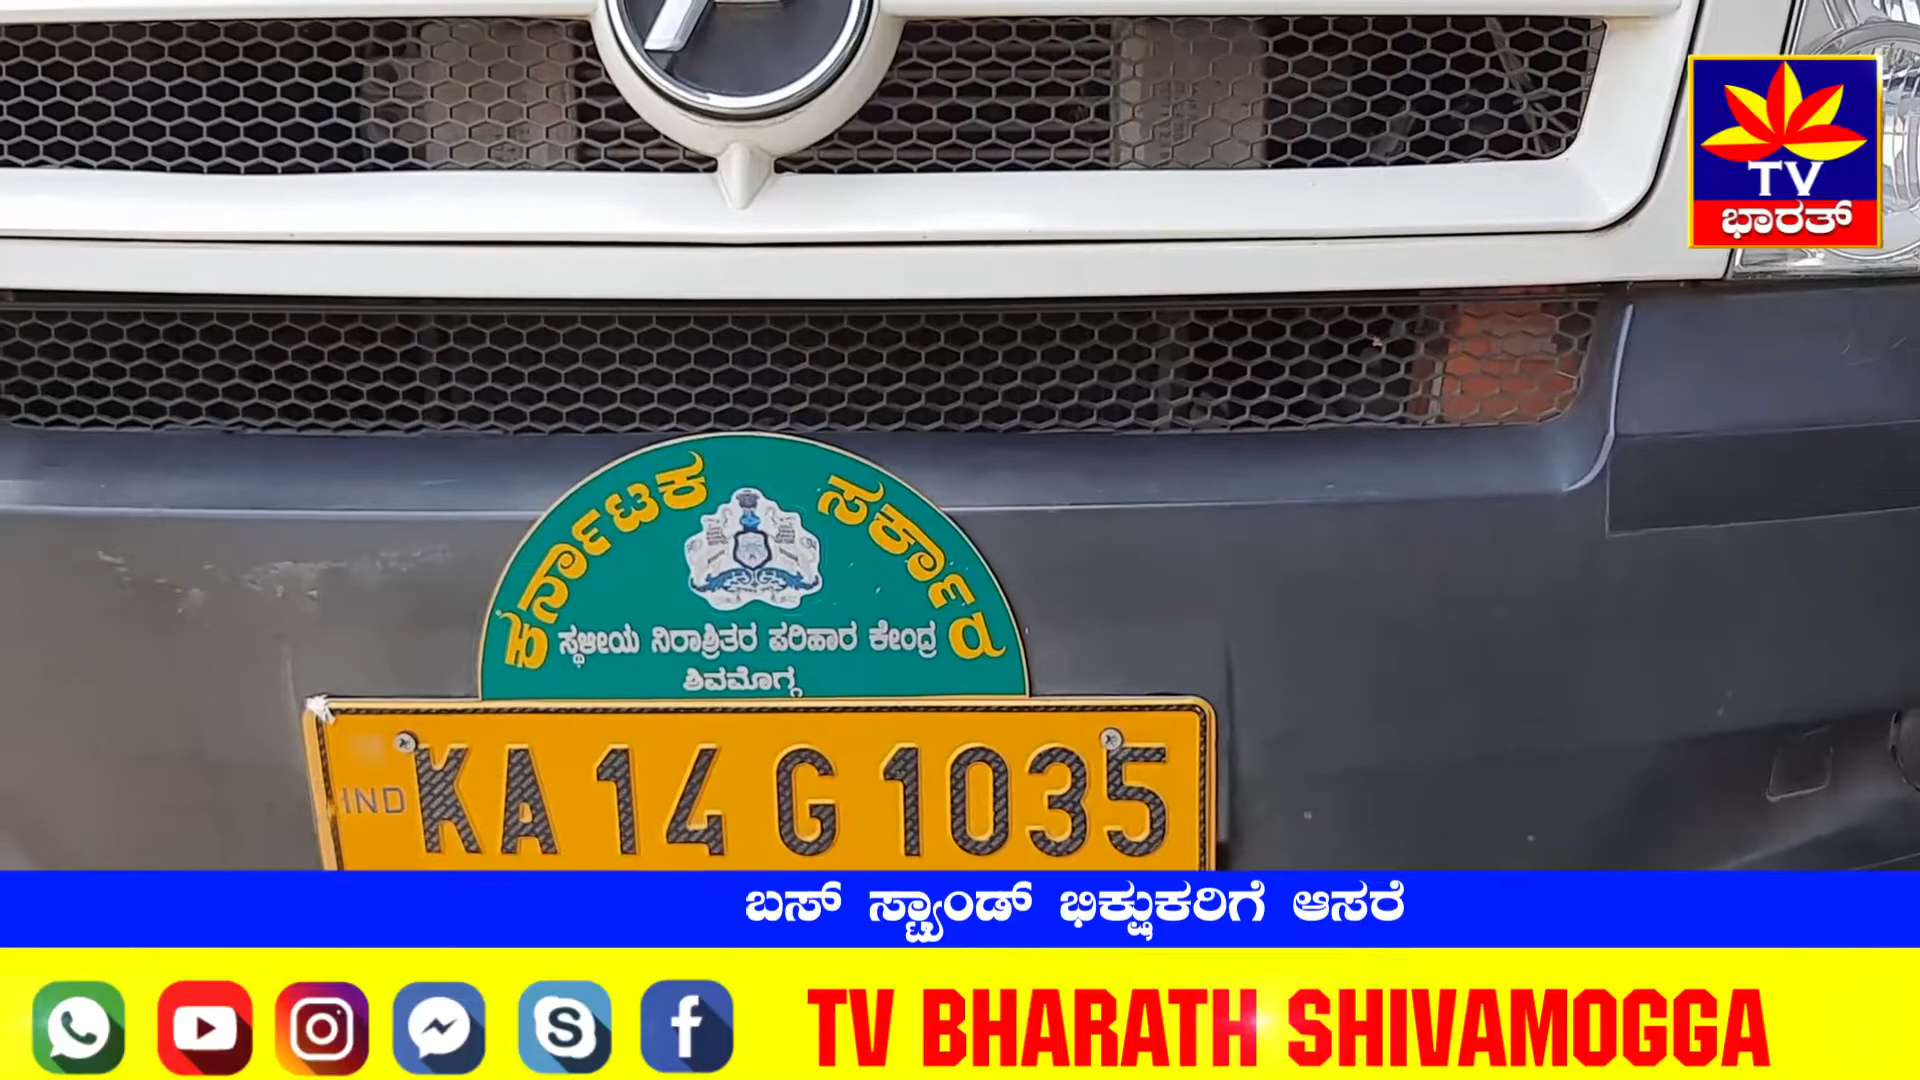 TV
ಭಾರತ್
ಕರ್ನಾಟಕ ಸರ್ಕಾರ
ಸ್ಥಳೀಯ ನಿರಾಶ್ರಿತರ ಪರಿಹಾರ ಕೇಂದ್ರ
ಶಿವಮೊಗ್ಗ
IND KA 14 G 1035
ಬಸ್ ಸ್ಟ್ಯಾಂಡ್ ಭಿಕ್ಷುಕರಿಗೆ ಆಸರೆ
TV BHARATH SHIVAMOGGA